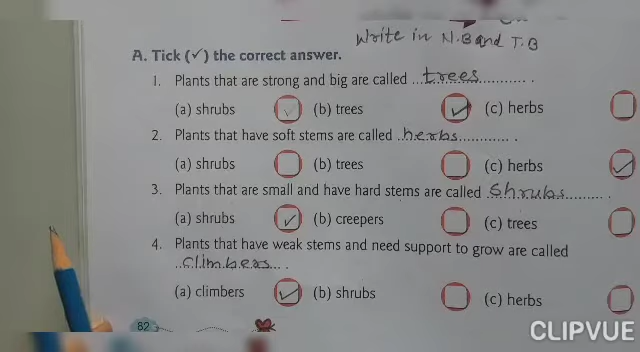 Write in N.B and T.B
A. Tick (✓) the correct answer.
1. Plants that are strong and big are called ...trees............ .
(a) shrubs (b) trees ✓ (c) herbs
2. Plants that have soft stems are called ..herbs............ .
(a) shrubs (b) trees (c) herbs ✓
3. Plants that are small and have hard stems are called ..Shrubs.......... .
(a) shrubs ✓ (b) creepers (c) trees
4. Plants that have weak stems and need support to grow are called
..climbers... .
(a) climbers ✓ (b) shrubs (c) herbs
82
CLIPVUE